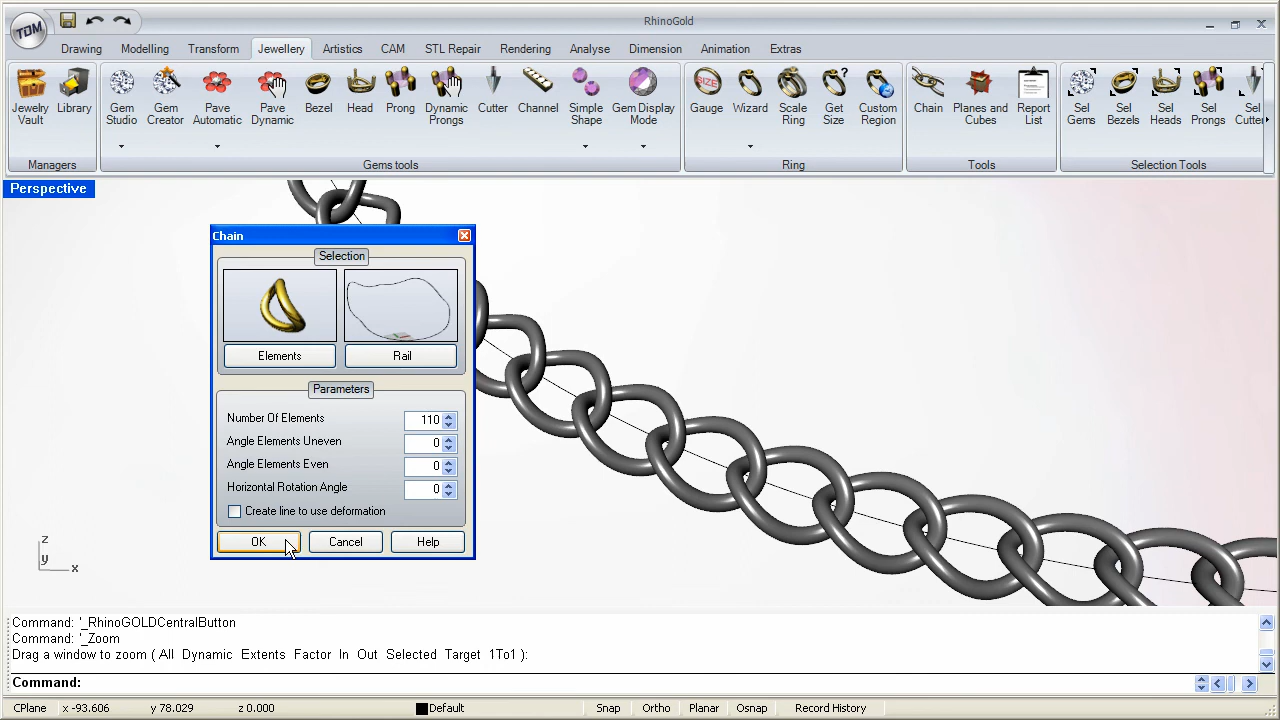 RhinoGold
TDM
Drawing Modelling Transform Jewellery Artistics CAM STL Repair Rendering Analyse Dimension Animation Extras
SIZE
Jewelry Vault Library Gem Studio Gem Creator Pave Automatic Pave Dynamic Bezel Head Prong Dynamic Prongs Cutter Channel Simple Shape Gem Display Mode Gauge Wizard Scale Ring Get Size Custom Region Chain Planes and Cubes Report List Sel Gems Sel Bezels Sel Heads Sel Prongs Sel Cutte
Managers Gems tools Ring Tools Selection Tools
Perspective
Chain
Selection
Elements Rail
Parameters
Number Of Elements 110
Angle Elements Uneven 0
Angle Elements Even 0
Horizontal Rotation Angle 0
Create line to use deformation
OK Cancel Help
z
y
x
Command: '_RhinoGOLDCentralButton
Command: '_Zoom
Drag a window to zoom ( All Dynamic Extents Factor In Out Selected Target 1To1 ):
Command:
CPlane x -93.606 y 78.029 z 0.000 Default Snap Ortho Planar Osnap Record History